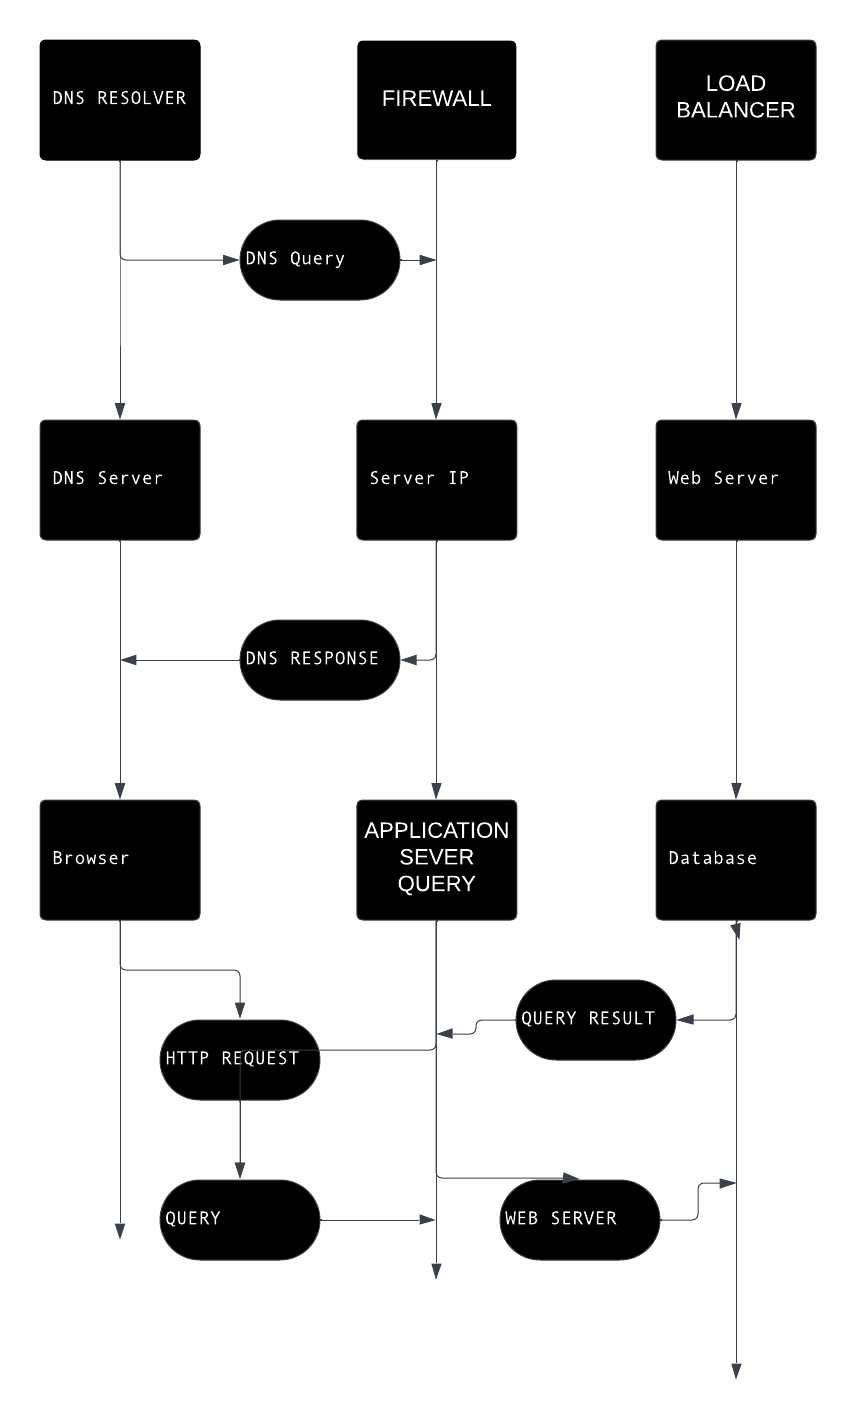 DNS RESOLVER
FIREWALL
LOAD
BALANCER
DNS Query
DNS Server
Server IP
Web Server
DNS RESPONSE
Browser
APPLICATION
SEVER
QUERY
Database
QUERY RESULT
HTTP REQUEST
QUERY
WEB SERVER